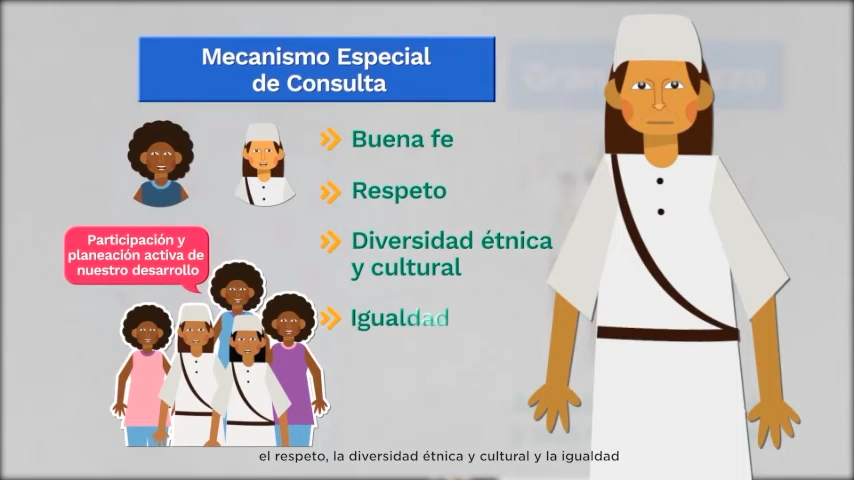 Mecanismo Especial
de Consulta
Buena fe
Respeto
Diversidad étnica
y cultural
Igualdad
Participación y
planeación activa de
nuestro desarrollo
el respeto, la diversidad étnica y cultural y la igualdad